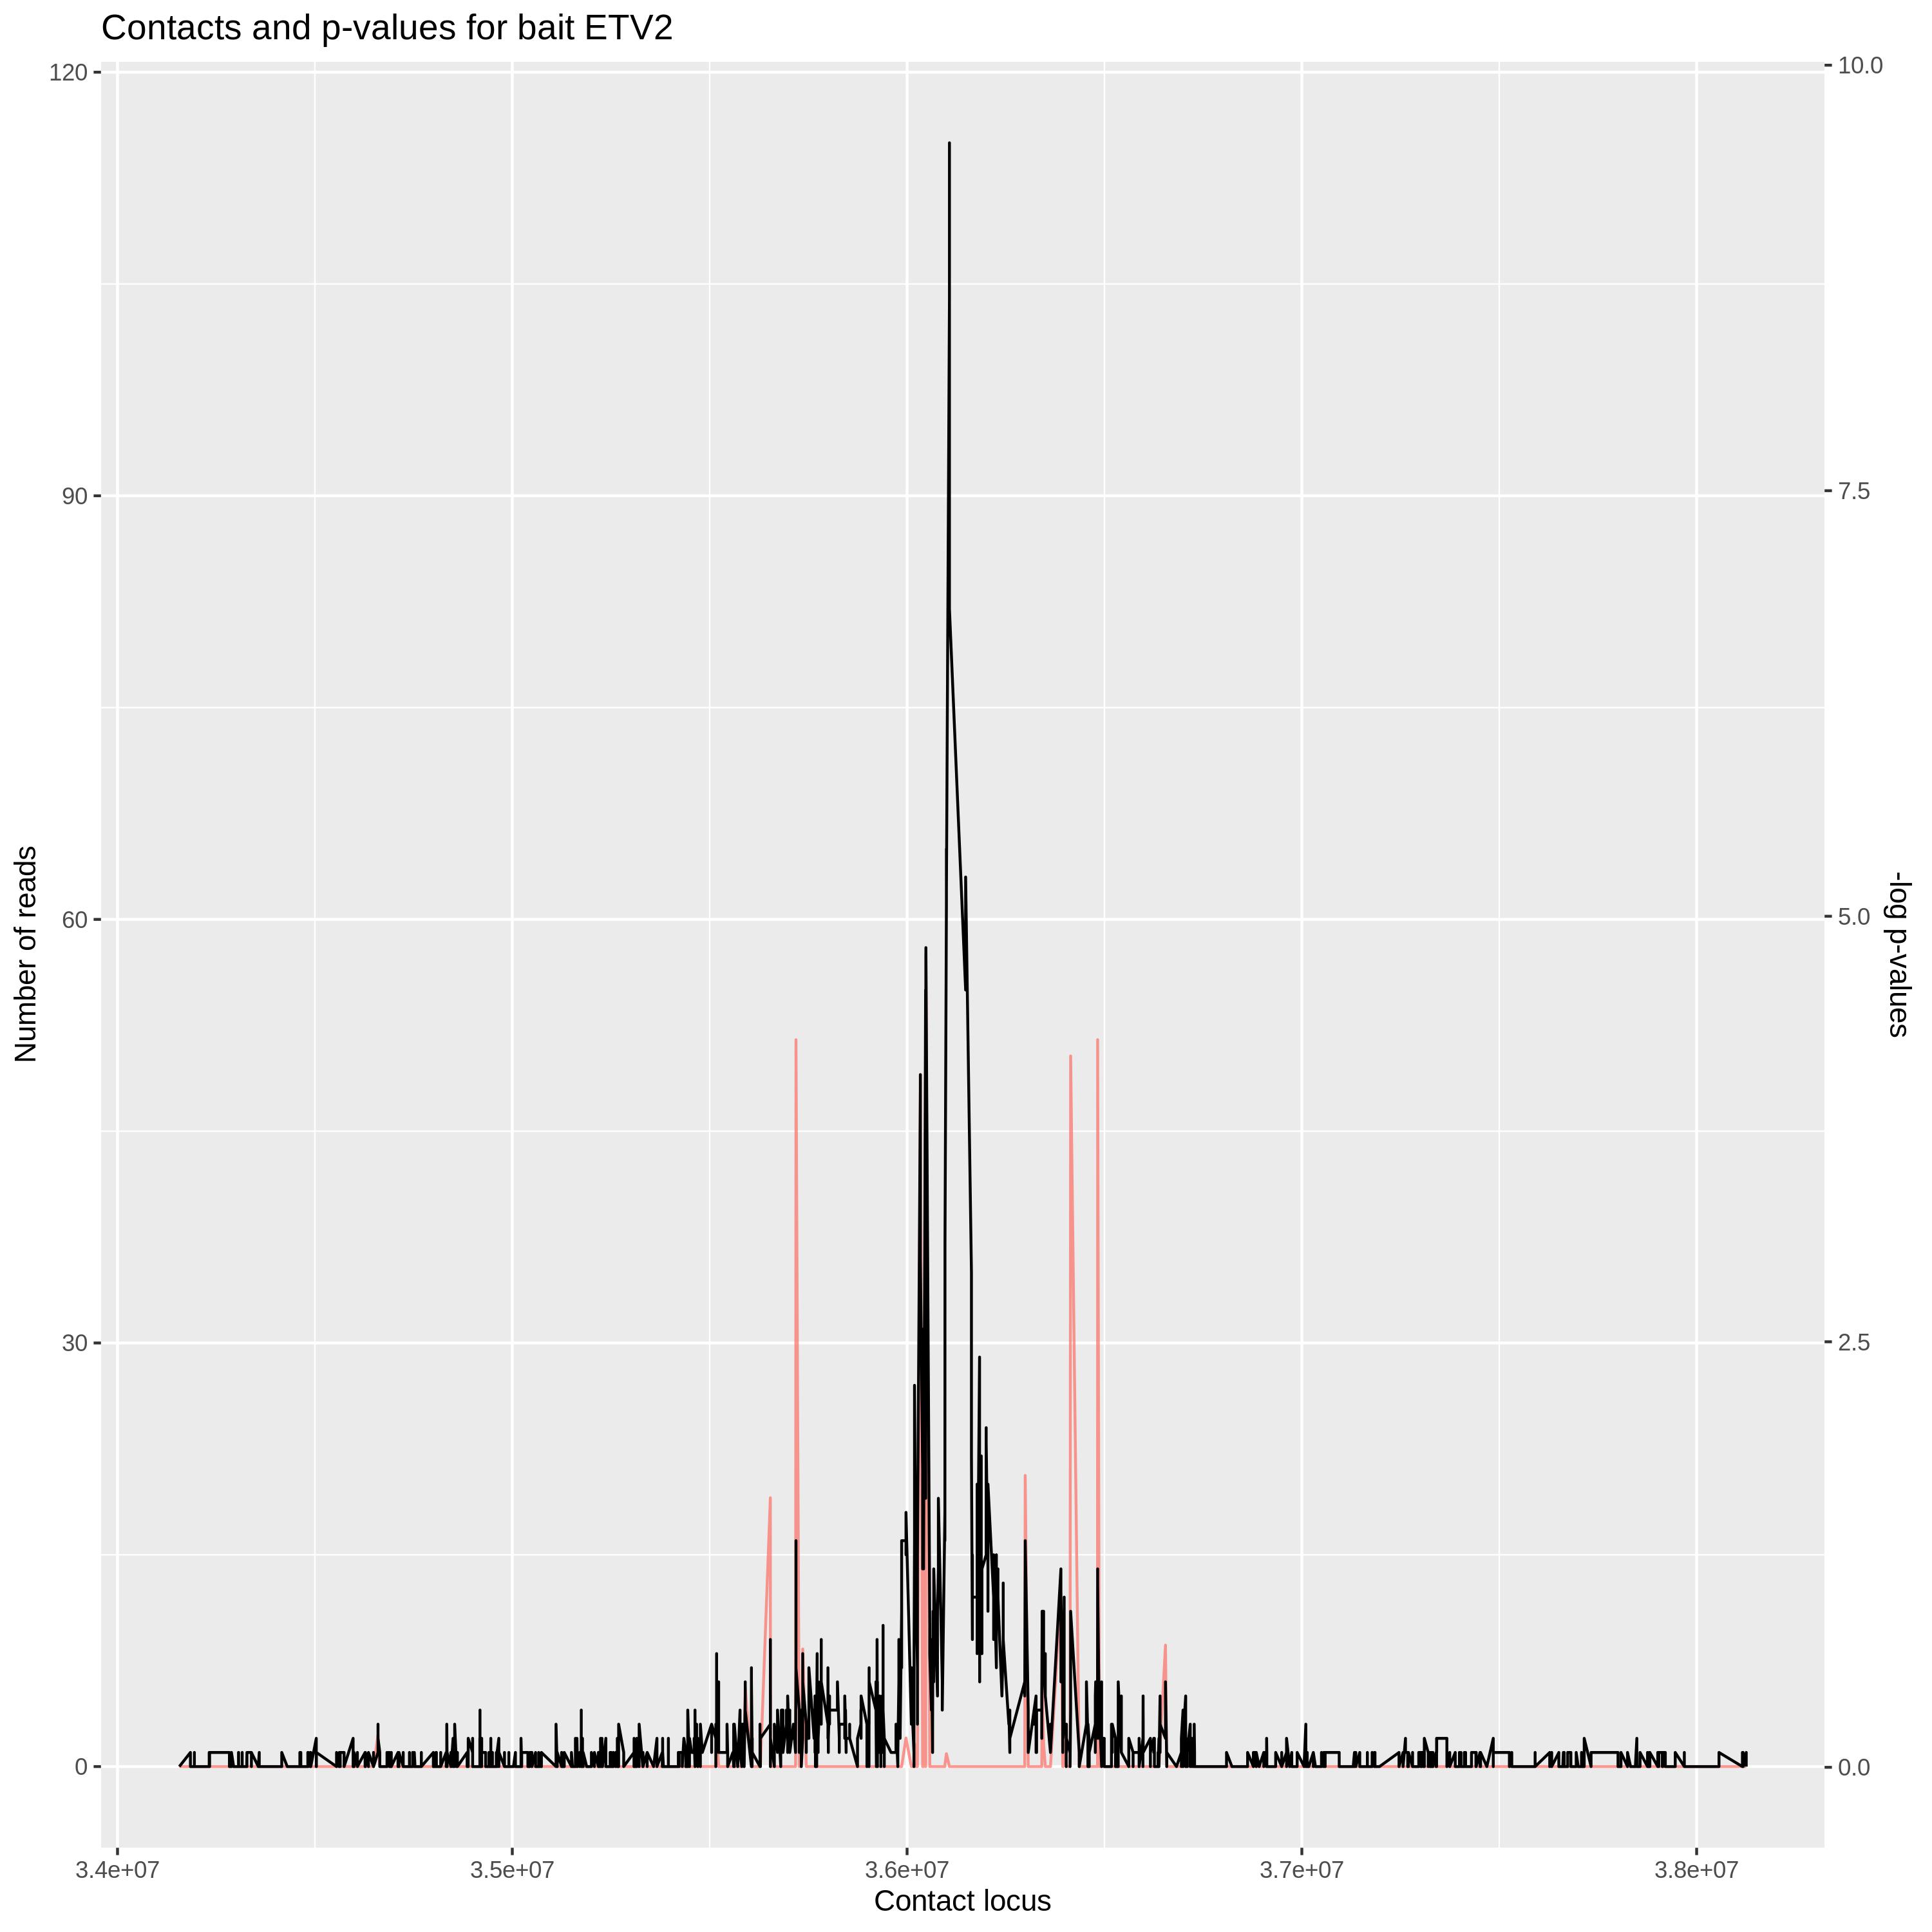 Contacts and p-values for bait ETV2
120
90
60
30
0
Number of reads
10.0
7.5
5.0
2.5
0.0
-log p-values
3.4e+07
3.5e+07
3.6e+07
3.7e+07
3.8e+07
Contact locus